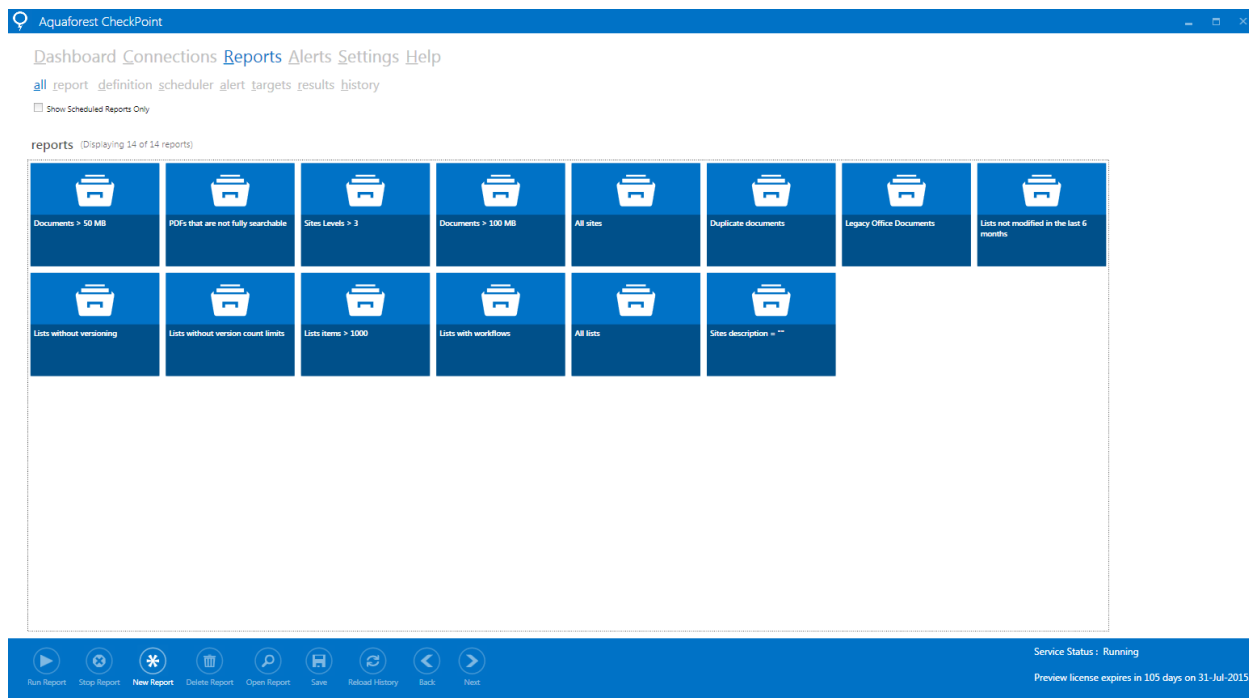 Aquaforest CheckPoint
Dashboard Connections Reports Alerts Settings Help
all report definition scheduler alert targets results history
Show Scheduled Reports Only
reports (Displaying 14 of 14 reports)
Documents > 50 MB
PDFs that are not fully searchable
Sites Levels > 3
Documents > 100 MB
All sites
Duplicate documents
Legacy Office Documents
Lists not modified in the last 6
months
Lists without versioning
Lists without version count limits
Lists items > 1000
Lists with workflows
All lists
Sites description = ""
Run Report Stop Report New Report Delete Report Open Report Save Reload History Back Next
Service Status : Running
Preview license expires in 105 days on 31-Jul-2015